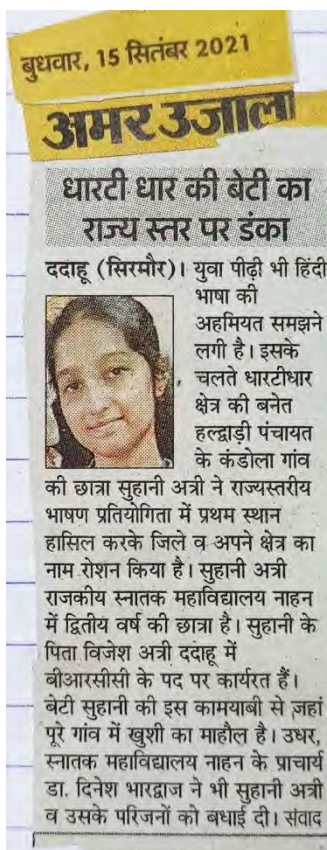 बुधवार, 15 सितंबर 2021
अमर उजाला
धारटी धार की बेटी का
राज्य स्तर पर डंका
ददाहू (सिरमौर)। युवा पीढ़ी भी हिंदी
भाषा की
अहमियत समझने
लगी है। इसके
चलते धारटीधार
क्षेत्र की बनेत
हल्द्वाड़ी पंचायत
के कंडोला गांव
की छात्रा सुहानी अत्री ने राज्यस्तरीय
भाषण प्रतियोगिता में प्रथम स्थान
हासिल करके जिले व अपने क्षेत्र का
नाम रोशन किया है। सुहानी अत्री
राजकीय स्नातक महाविद्यालय नाहन
में द्वितीय वर्ष की छात्रा है। सुहानी के
पिता विजेश अत्री ददाहू में
बीआरसीसी के पद पर कार्यरत हैं।
बेटी सुहानी की इस कामयाबी से जहां
पूरे गांव में खुशी का माहौल है। उधर,
स्नातक महाविद्यालय नाहन के प्राचार्य
डा. दिनेश भारद्वाज ने भी सुहानी अत्री
व उसके परिजनों को बधाई दी। संवाद